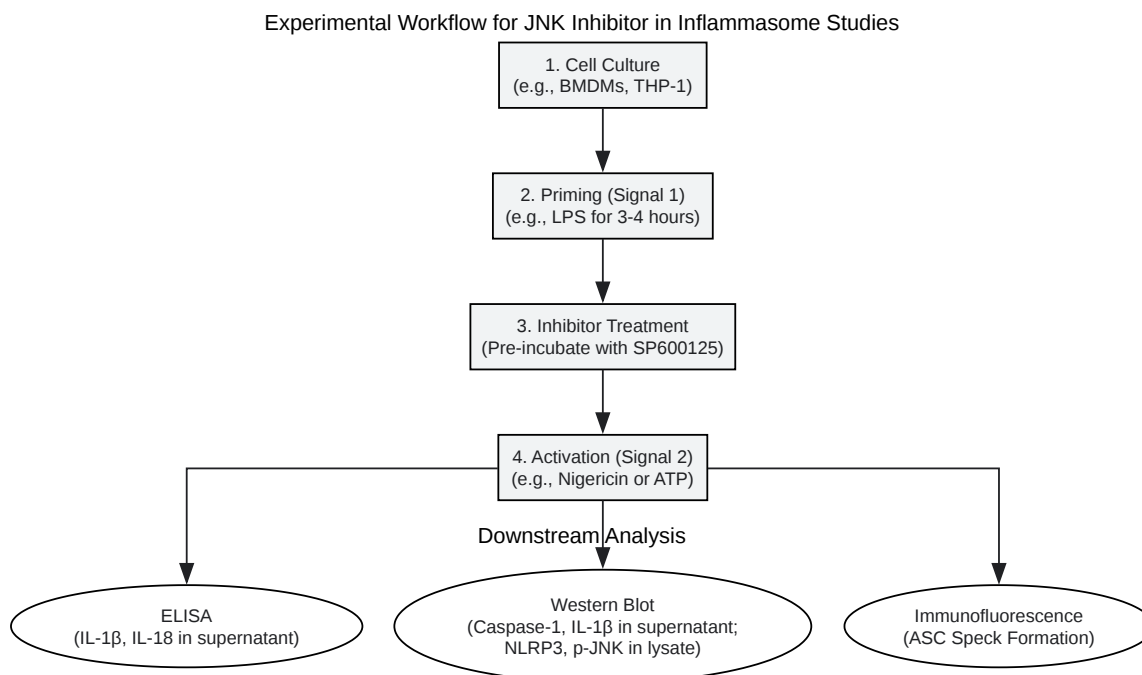 Experimental Workflow for JNK Inhibitor in Inflammasome Studies
1. Cell Culture
(e.g., BMDMs, THP-1)
2. Priming (Signal 1)
(e.g., LPS for 3-4 hours)
3. Inhibitor Treatment
(Pre-incubate with SP600125)
4. Activation (Signal 2)
(e.g., Nigericin or ATP)
Downstream Analysis
ELISA
(IL-1β, IL-18 in supernatant)
Western Blot
(Caspase-1, IL-1β in supernatant;
NLRP3, p-JNK in lysate)
Immunofluorescence
(ASC Speck Formation)